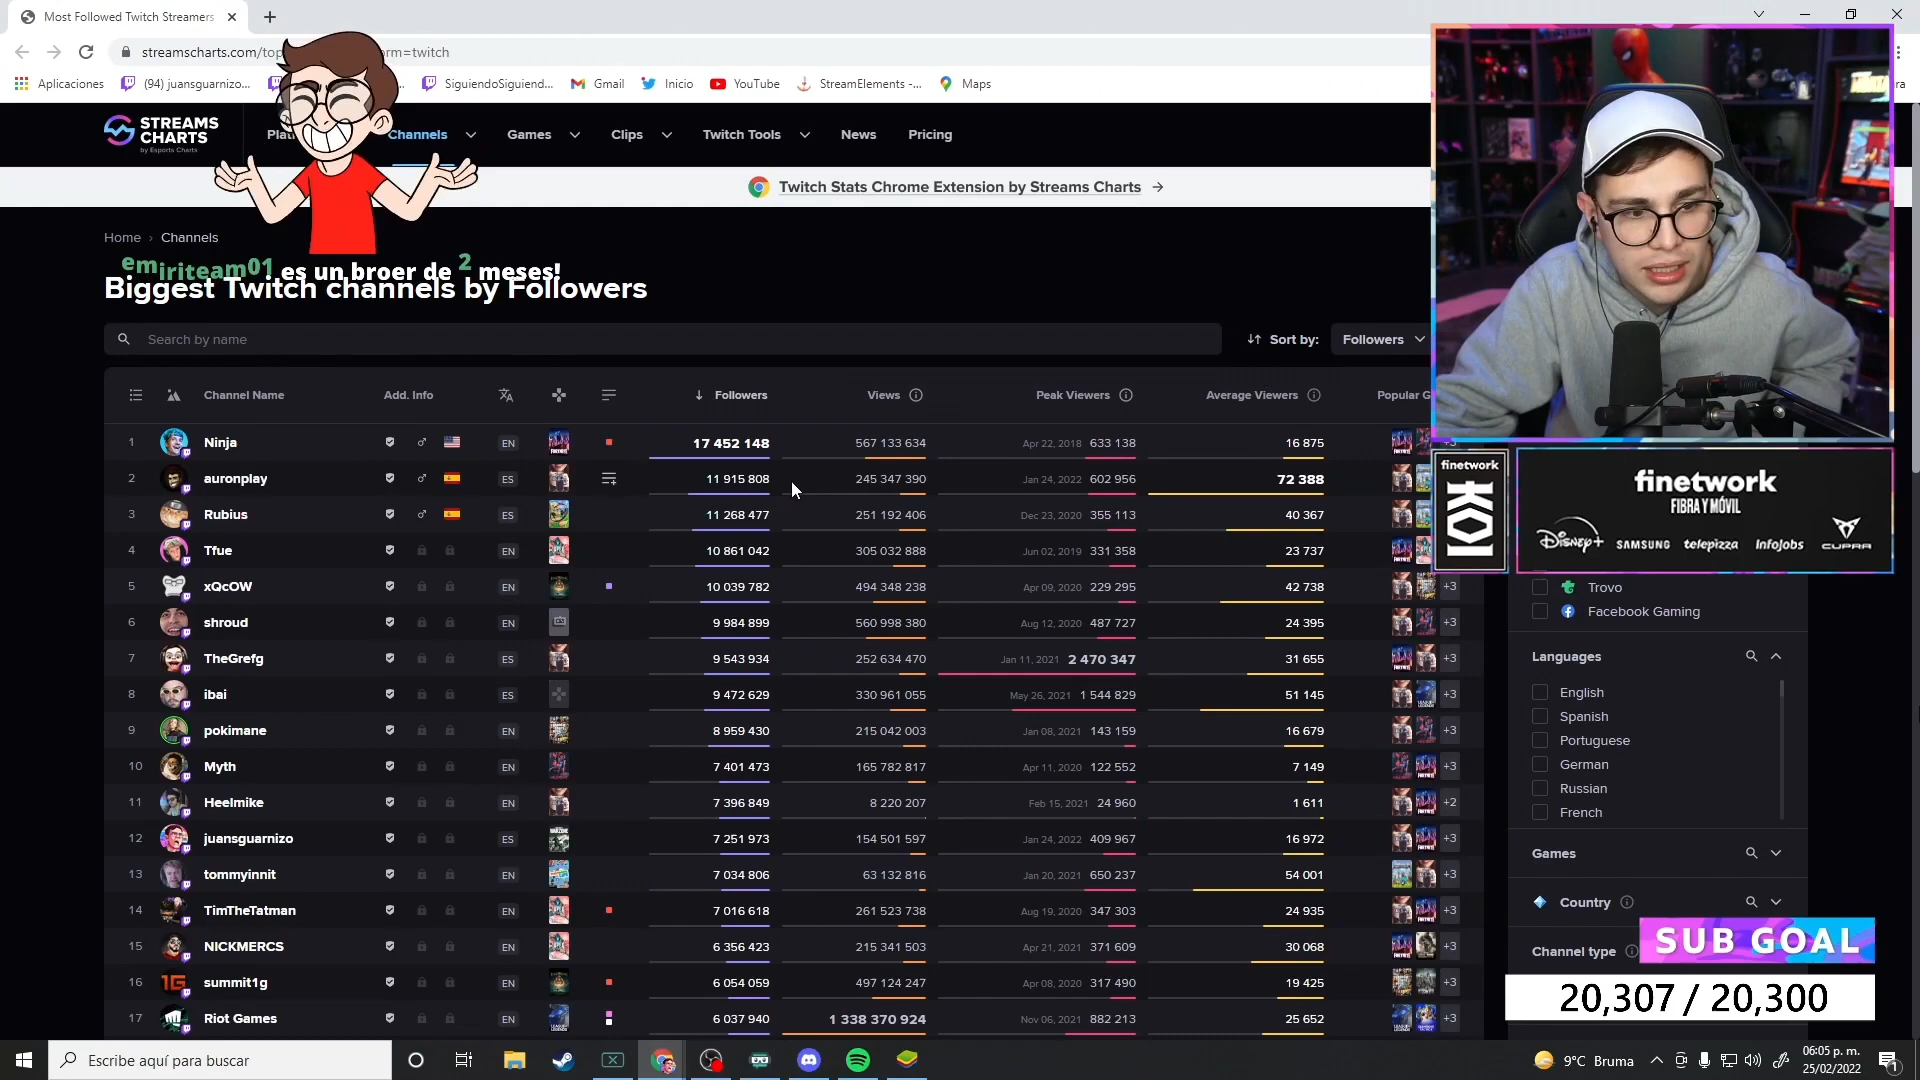 Most Followed Twitch Streamers
streamscharts.com/top
rm=twitch
Aplicaciones
(94) juansguarnizo...
SiguiendoSiguiend...
Gmail
Inicio
YouTube
StreamElements -...
Maps
STREAMS CHARTS
by Esports Charts
Channels
Games
Clips
Twitch Tools
News
Pricing
Twitch Stats Chrome Extension by Streams Charts →
Home › Channels
emiriteam01 es un broer de 2 meses!
Biggest Twitch channels by Followers
Search by name
Sort by: Followers
Channel Name Add. Info Followers Views Peak Viewers Average Viewers Popular G
1 Ninja EN 17 452 148 567 133 634 Apr 22, 2018 633 138 16 875 +3
2 auronplay ES 11 915 808 245 347 390 Jan 24, 2022 602 956 72 388
3 Rubius ES 11 268 477 251 192 406 Dec 23, 2020 355 113 40 367
4 Tfue EN 10 861 042 305 032 888 Jun 02, 2019 331 358 23 737
5 xQcOW EN 10 039 782 494 348 238 Apr 09, 2020 229 295 42 738 +3
6 shroud EN 9 984 899 560 998 380 Aug 12, 2020 487 727 24 395 +3
7 TheGrefg ES 9 543 934 252 634 470 Jan 11, 2021 2 470 347 31 655 +3
8 ibai ES 9 472 629 330 961 055 May 26, 2021 1 544 829 51 145 +3
9 pokimane EN 8 959 430 215 042 003 Jan 08, 2021 143 159 16 679 +3
10 Myth EN 7 401 473 165 782 817 Apr 11, 2020 122 552 7 149 +3
11 Heelmike EN 7 396 849 8 220 207 Feb 15, 2021 24 960 1 611 +2
12 juansguarnizo ES 7 251 973 154 501 597 Jan 24, 2022 409 967 16 972 +3
13 tommyinnit EN 7 034 806 63 132 816 Jan 20, 2021 650 237 54 001 +3
14 TimTheTatman EN 7 016 618 261 523 738 Aug 19, 2020 347 303 24 935 +3
15 NICKMERCS EN 6 356 423 215 341 503 Apr 21, 2021 371 609 30 068 +3
16 summit1g EN 6 054 059 497 124 247 Apr 08, 2020 317 490 19 425 +3
17 Riot Games EN 6 037 940 1 338 370 924 Nov 06, 2021 882 213 25 652 +3
finetwork
KOI
finetwork
FIBRA Y MÓVIL
Disney+ SAMSUNG telepizza InfoJobs CUPRA
Trovo
Facebook Gaming
Languages
English
Spanish
Portuguese
German
Russian
French
Games
Country
Channel type
SUB GOAL
20,307 / 20,300
Escribe aquí para buscar
9°C Bruma
06:05 p. m.
25/02/2022